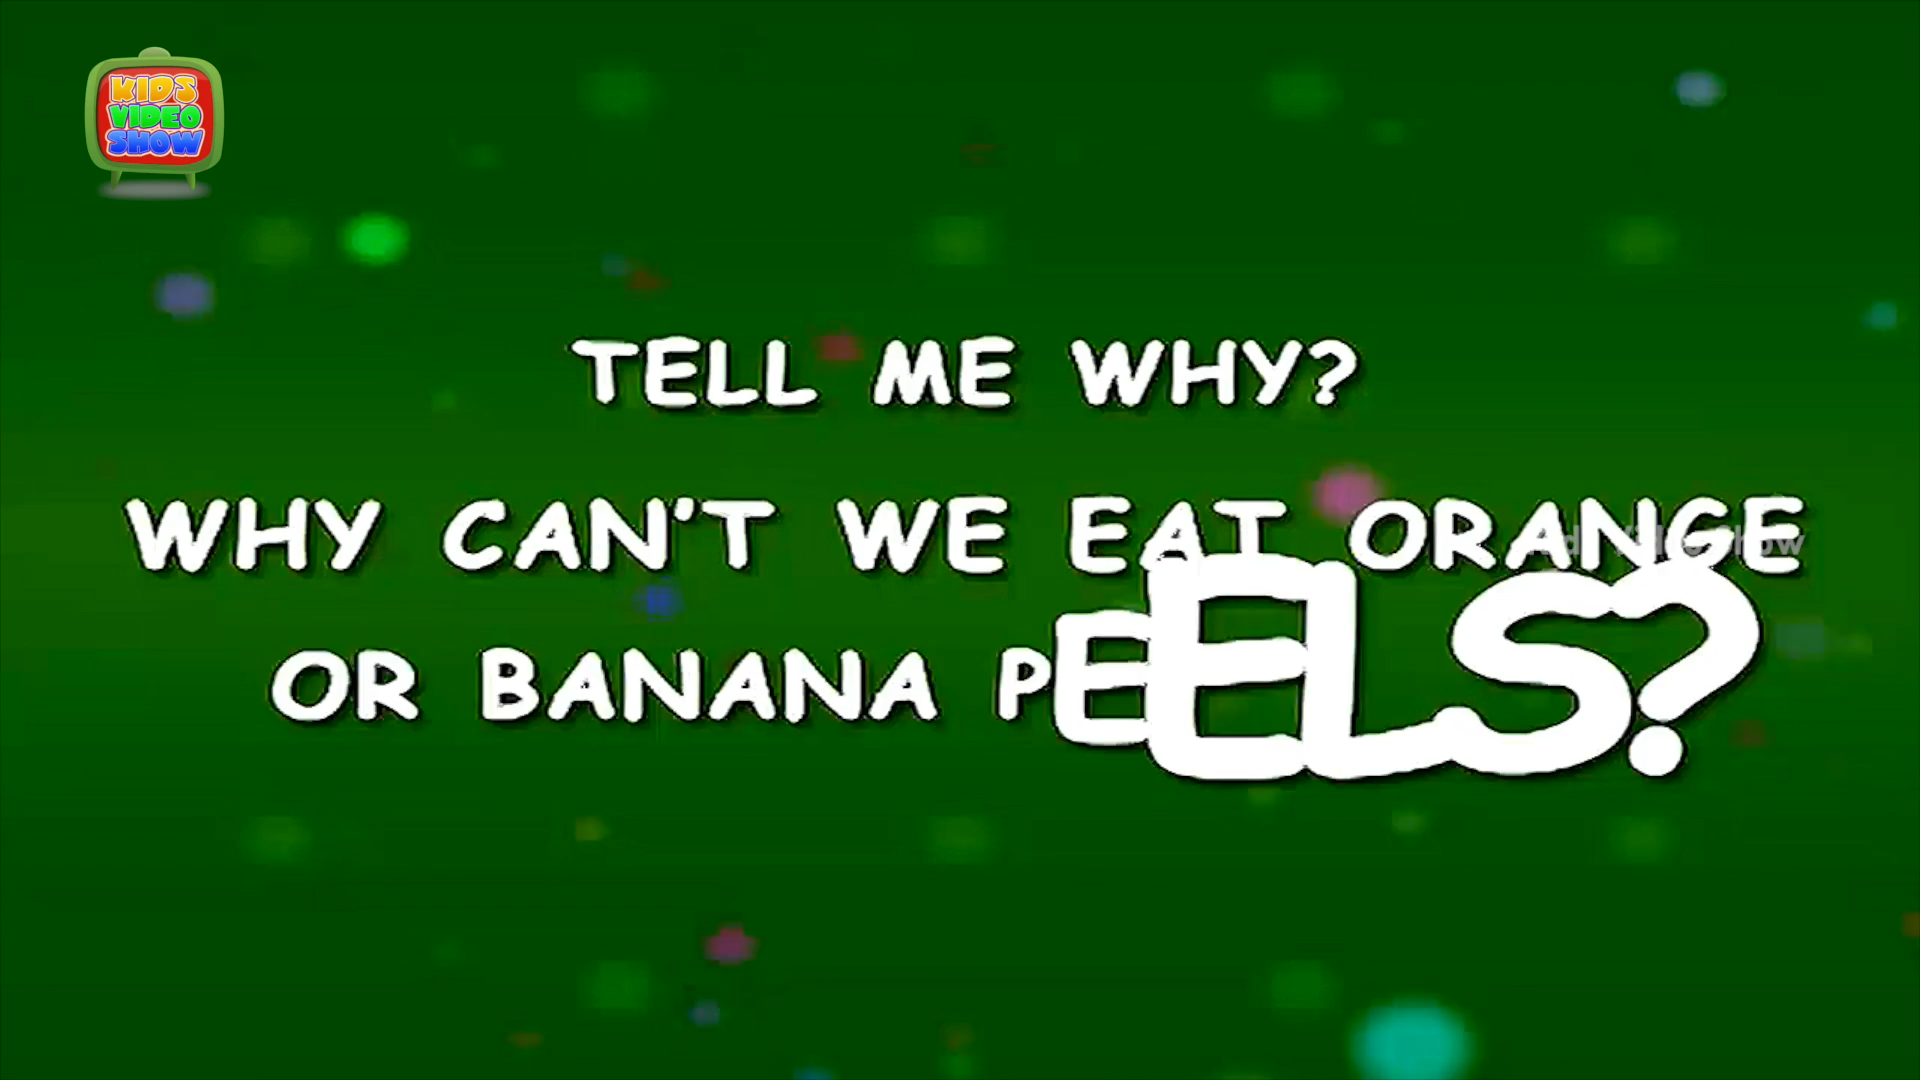 KIDS
VIDEO
SHOW
TELL ME WHY?
WHY CAN'T WE EAT ORANGE
OR BANANA PEELS?